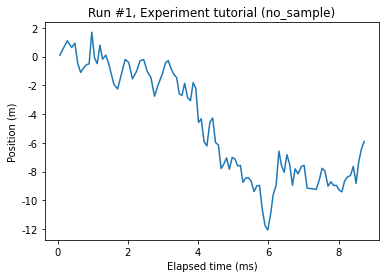 Run #1, Experiment tutorial (no_sample)
Position (m)
2
0
-2
-4
-6
-8
-10
-12
0 2 4 6 8
Elapsed time (ms)